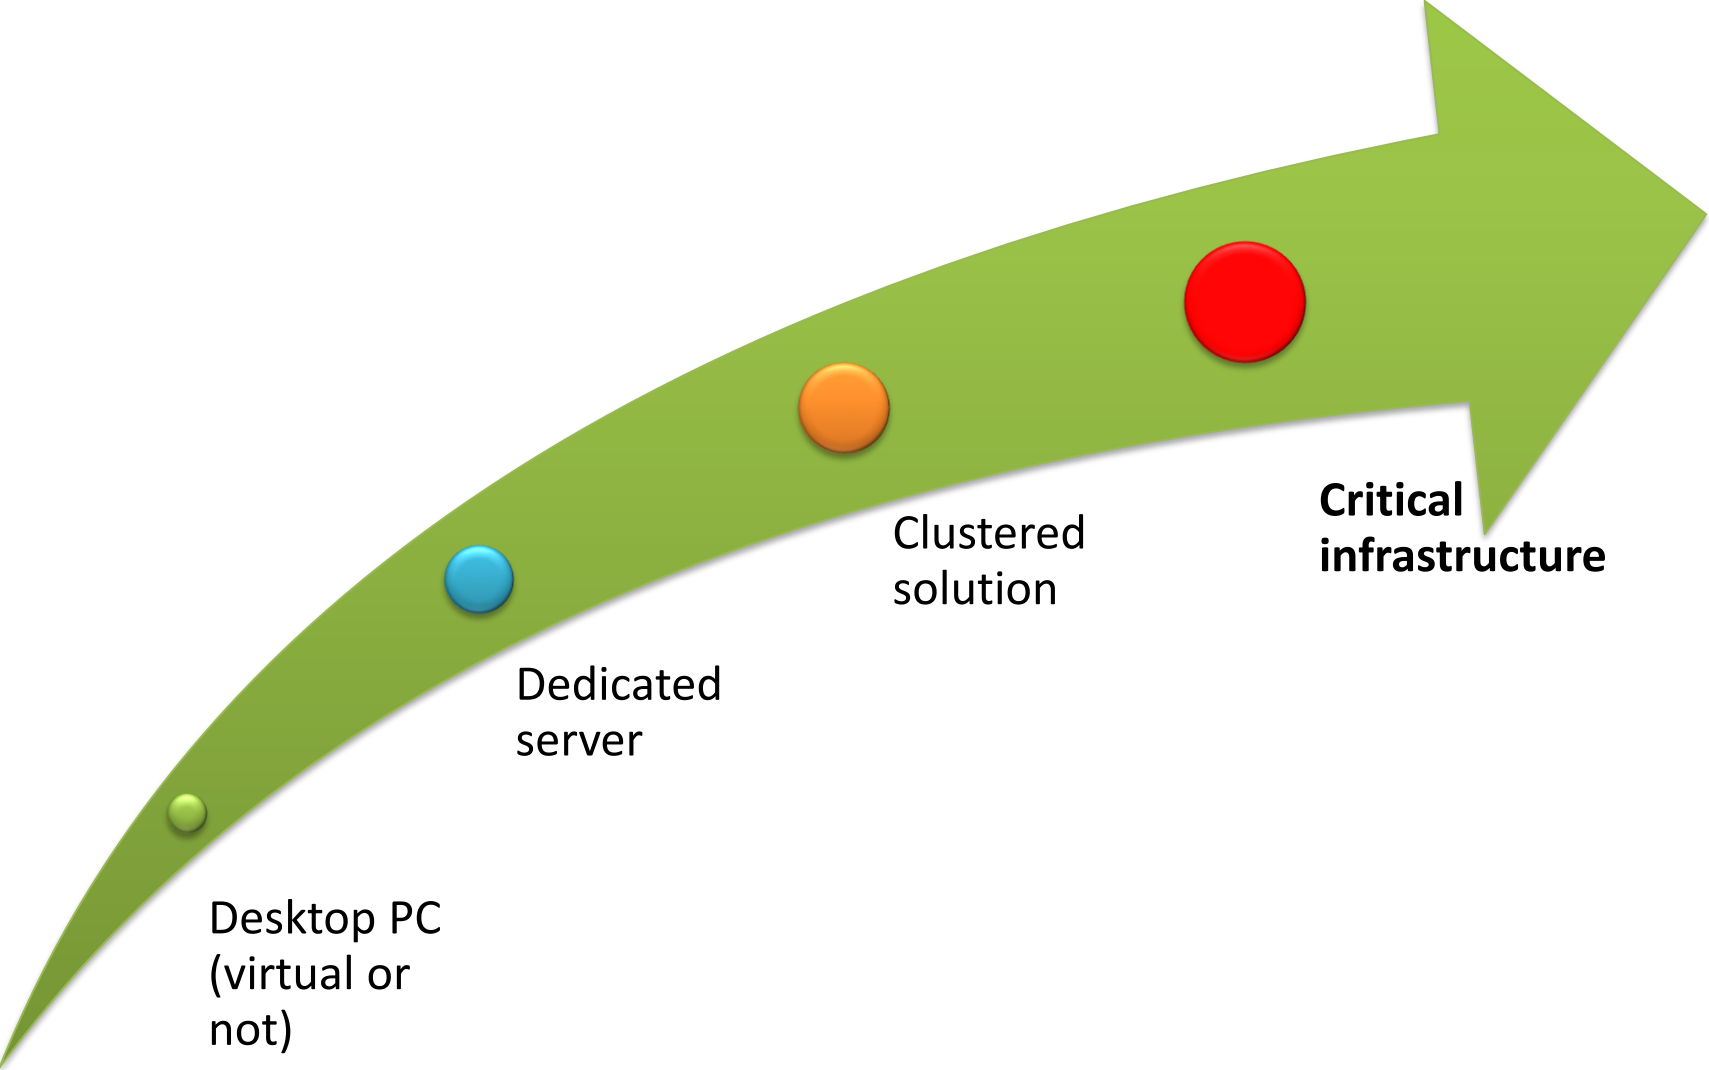 Critical
infrastructure
Clustered
solution
Dedicated
server
Desktop PC
(virtual or
not)